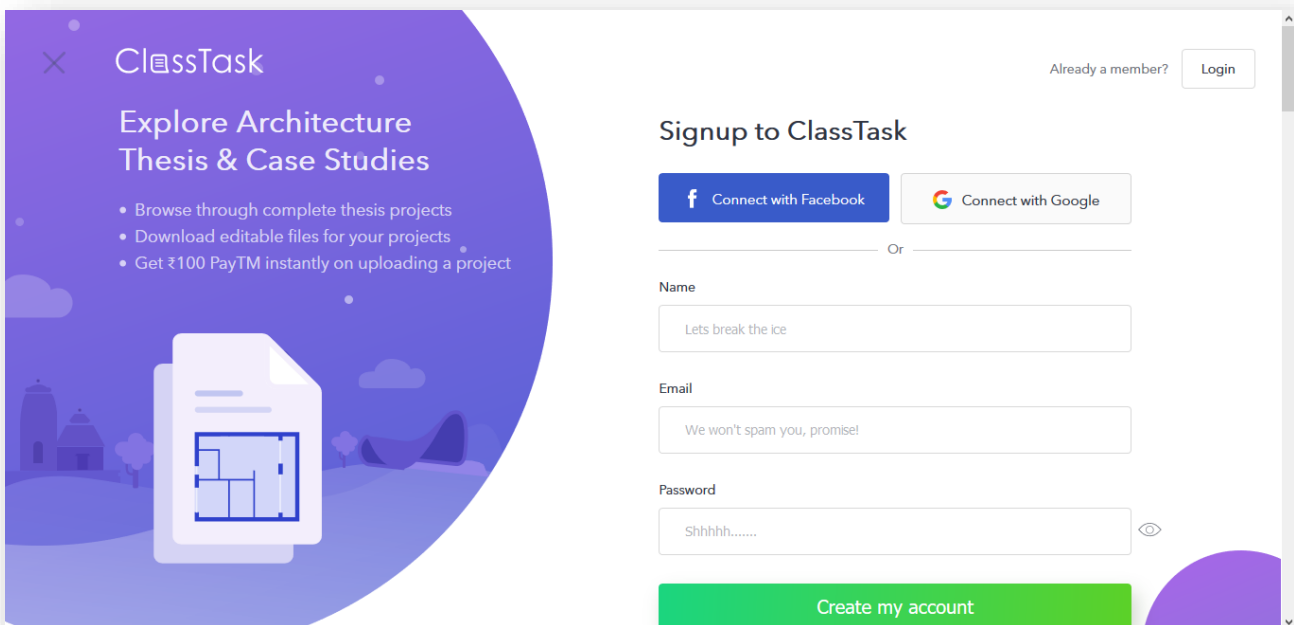 ClassTask
Explore Architecture
Thesis & Case Studies
• Browse through complete thesis projects
• Download editable files for your projects
• Get ₹100 PayTM instantly on uploading a project
Already a member? Login
Signup to ClassTask
f Connect with Facebook
G Connect with Google
Or
Name
Lets break the ice
Email
We won't spam you, promise!
Password
Shhhhh.......
Create my account